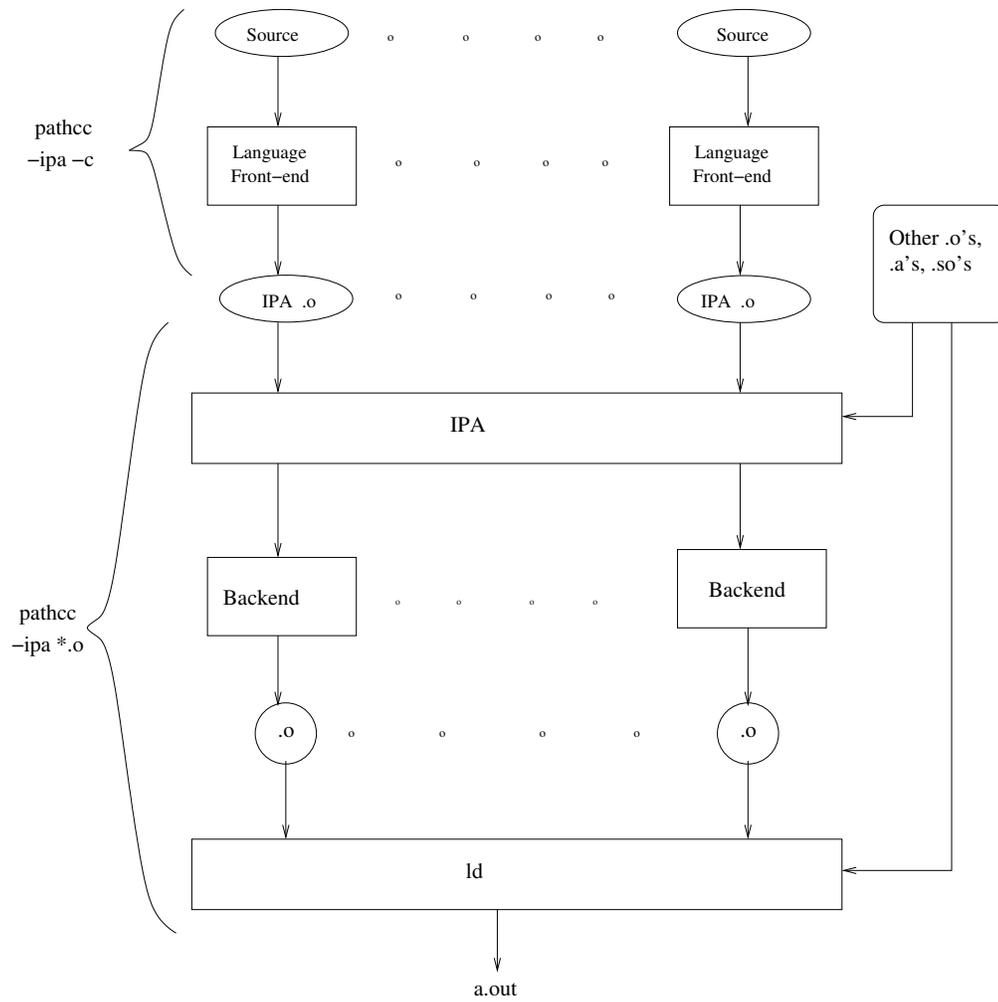 Source
Source
pathcc
−ipa −c
Language
Front−end
Language
Front−end
Other .o's,
.a's, .so's
IPA .o
IPA .o
IPA
pathcc
−ipa *.o
Backend
Backend
.o
.o
ld
a.out